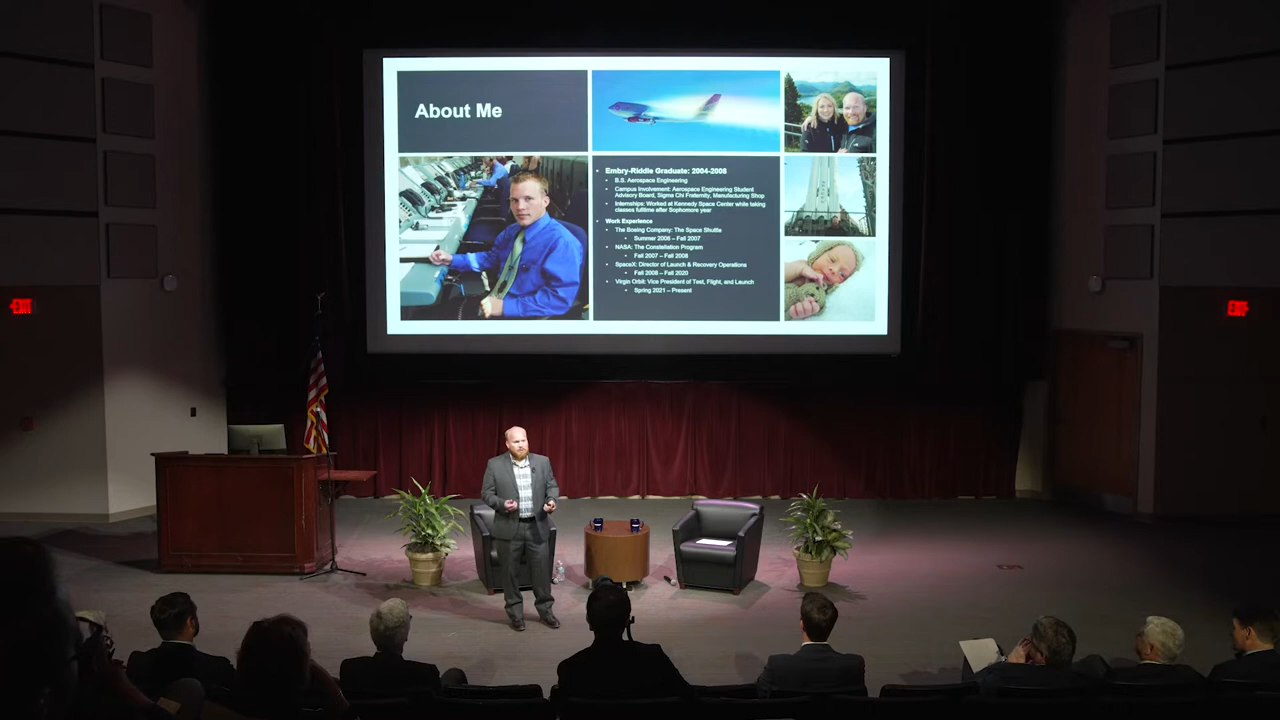 About Me
Embry-Riddle Graduate: 2004-2008
B.S. Aerospace Engineering
Campus Involvement: Aerospace Engineering Student
Advisory Board, Sigma Chi Fraternity, Manufacturing Shop
Internships: Worked at Kennedy Space Center while taking
classes fulltime after Sophomore year
Work Experience
The Boeing Company: The Space Shuttle
Summer 2006 – Fall 2007
NASA: The Constellation Program
Fall 2007 – Fall 2008
SpaceX: Director of Launch & Recovery Operations
Fall 2008 – Fall 2020
Virgin Orbit: Vice President of Test, Flight, and Launch
Spring 2021 – Present
EXIT
EXIT